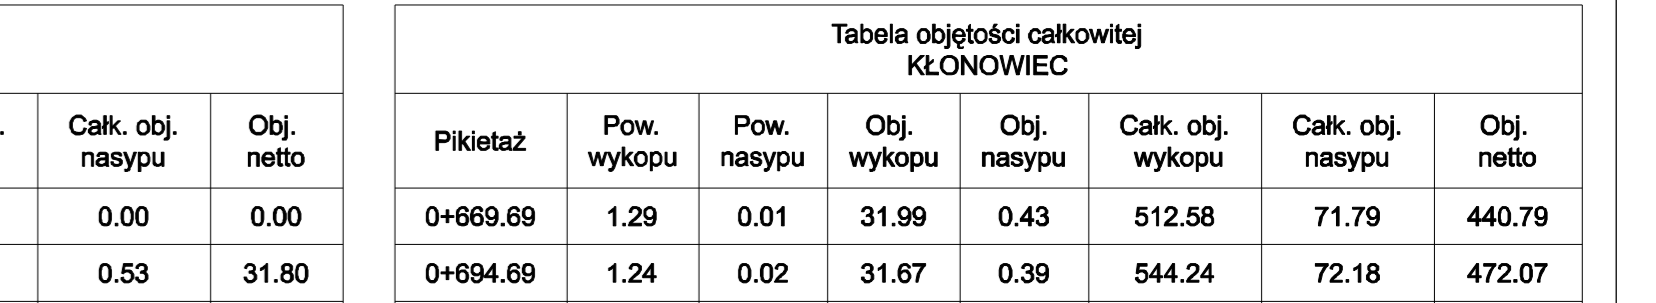 Całk. obj. nasypu Obj. netto
0.00 0.00
0.53 31.80
Tabela objętości całkowitej
KŁONOWIEC
Pikietaż Pow. wykopu Pow. nasypu Obj. wykopu Obj. nasypu Całk. obj. wykopu Całk. obj. nasypu Obj. netto
0+669.69 1.29 0.01 31.99 0.43 512.58 71.79 440.79
0+694.69 1.24 0.02 31.67 0.39 544.24 72.18 472.07